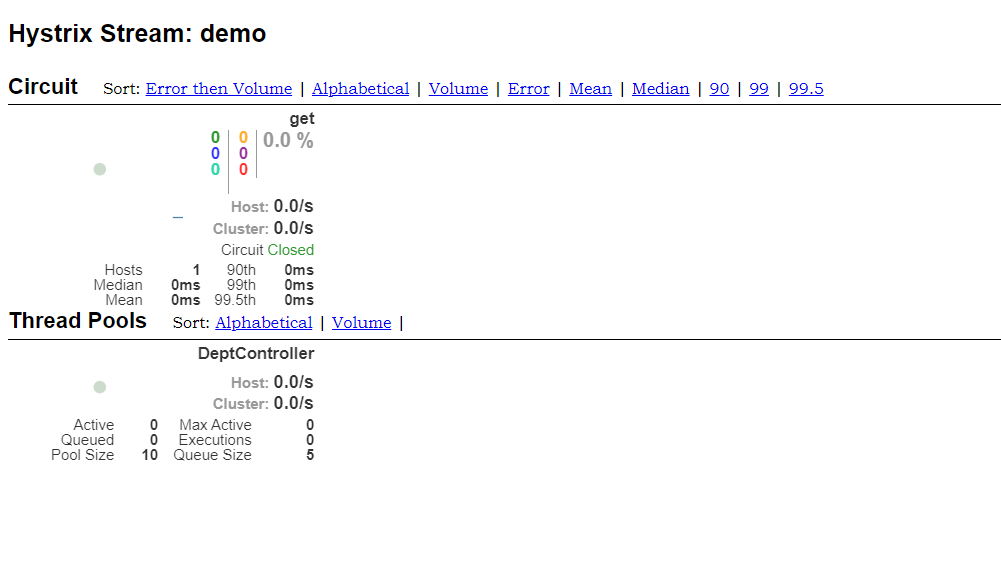 Hystrix Stream: demo
Circuit Sort: Error then Volume | Alphabetical | Volume | Error | Mean | Median | 90 | 99 | 99.5
get
0 0 0.0 %
0 0
0 0
Host: 0.0/s
Cluster: 0.0/s
Circuit Closed
Hosts 1 90th 0ms
Median 0ms 99th 0ms
Mean 0ms 99.5th 0ms
Thread Pools Sort: Alphabetical | Volume |
DeptController
Host: 0.0/s
Cluster: 0.0/s
Active 0 Max Active 0
Queued 0 Executions 0
Pool Size 10 Queue Size 5